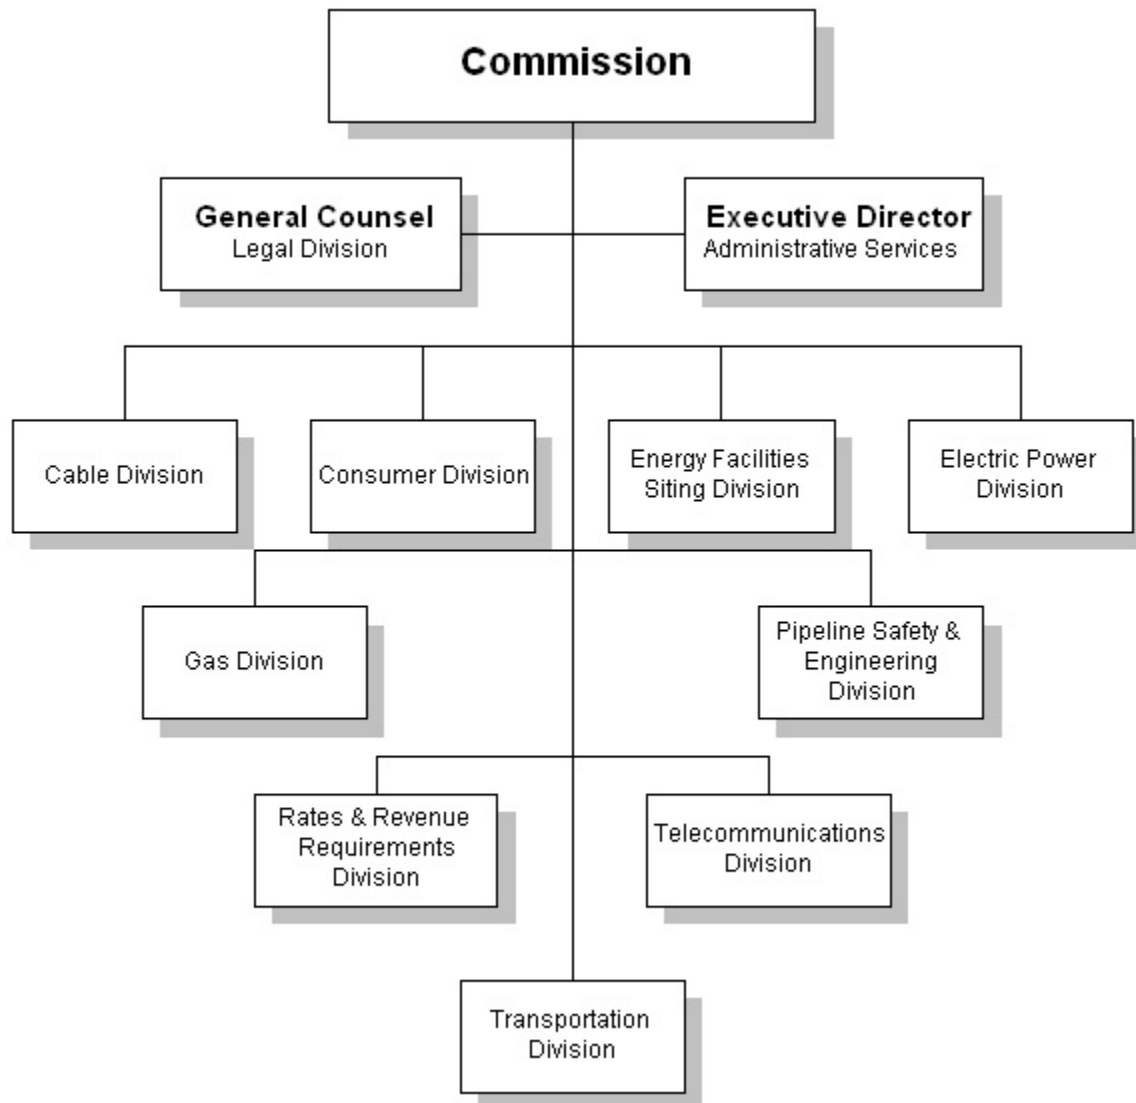 Commission
General Counsel
Legal Division
Executive Director
Administrative Services
Cable Division
Consumer Division
Energy Facilities
Siting Division
Electric Power
Division
Gas Division
Pipeline Safety &
Engineering
Division
Rates & Revenue
Requirements
Division
Telecommunications
Division
Transportation
Division